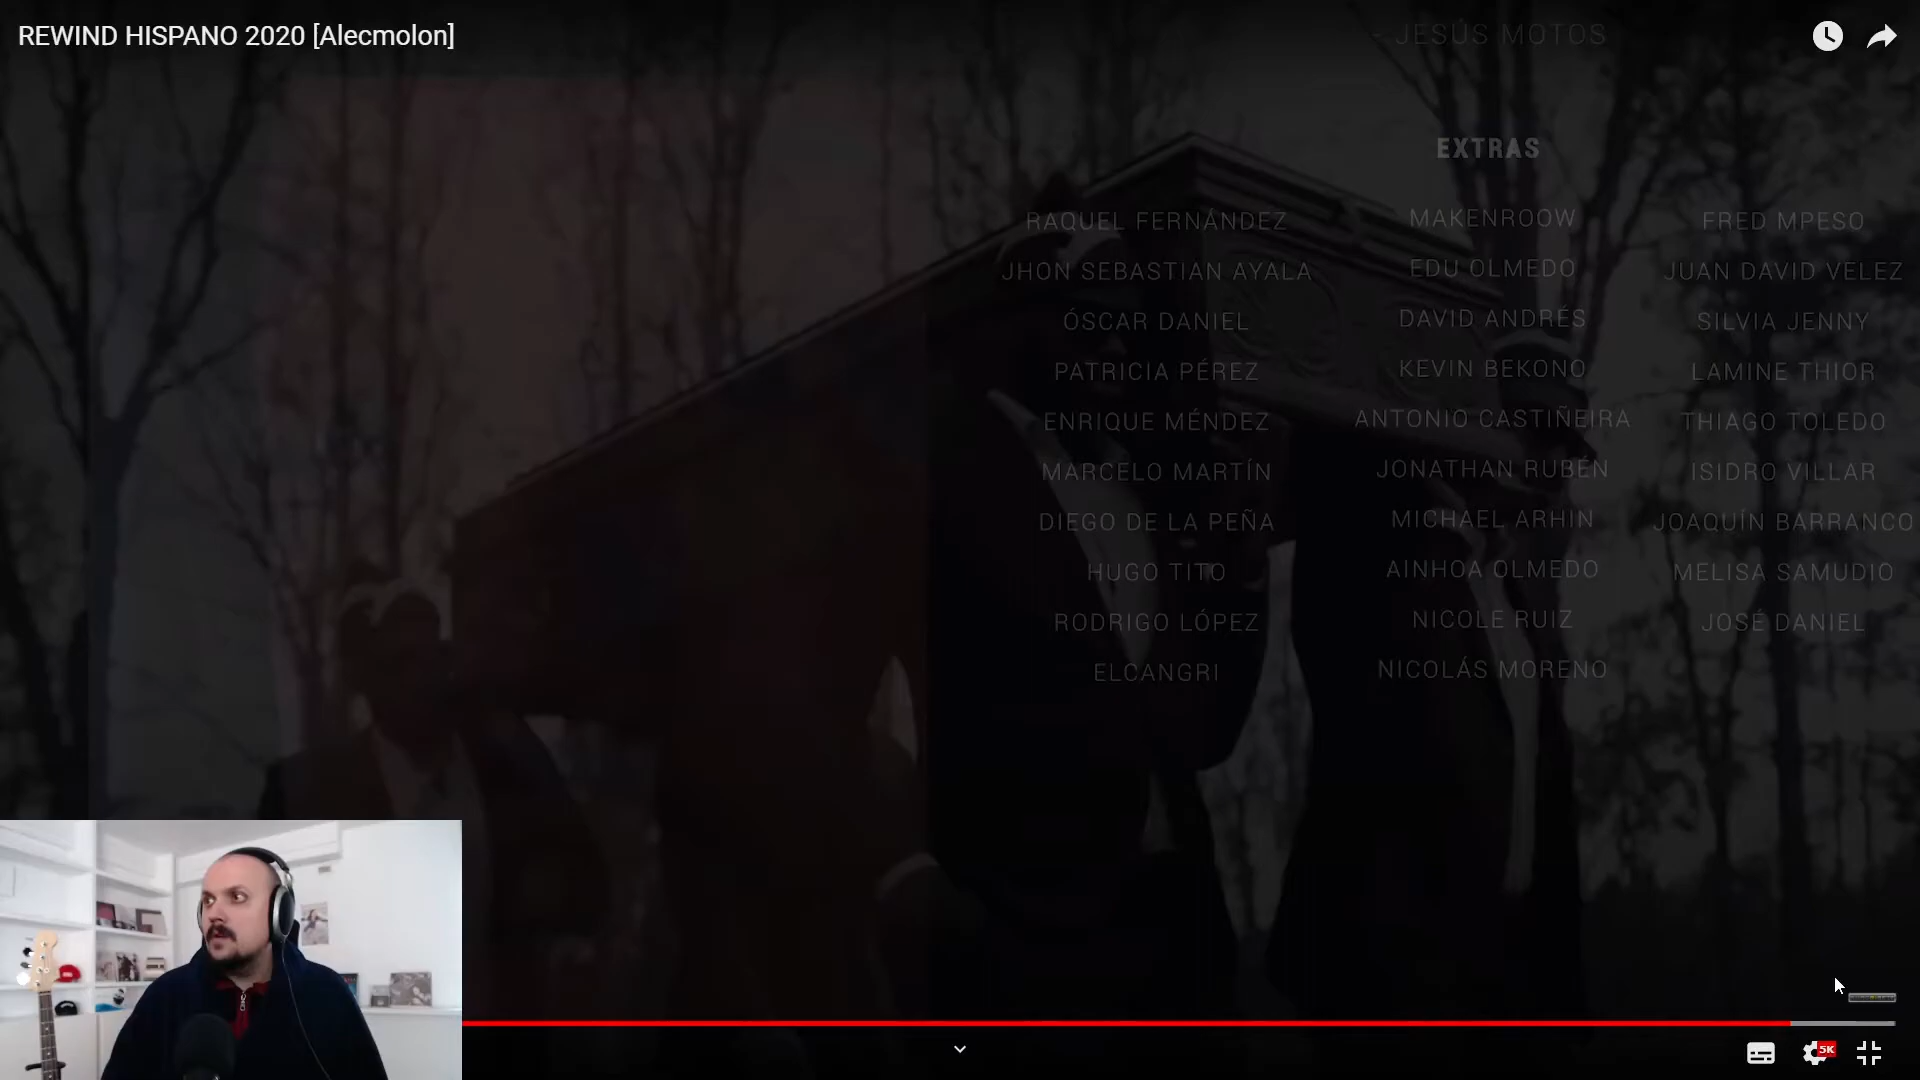 REWIND HISPANO 2020 [Alecmolon]
- JESÚS MOTOS
EXTRAS
RAQUEL FERNÁNDEZ
JHON SEBASTIAN AYALA
ÓSCAR DANIEL
PATRICIA PÉREZ
ENRIQUE MÉNDEZ
MARCELO MARTÍN
DIEGO DE LA PEÑA
HUGO TITO
RODRIGO LÓPEZ
ELCANGRI
MAKENROOW
EDU OLMEDO
DAVID ANDRÉS
KEVIN BEKONO
ANTONIO CASTIÑEIRA
JONATHAN RUBÉN
MICHAEL ARHIN
AINHOA OLMEDO
NICOLE RUIZ
NICOLÁS MORENO
FRED MPESO
JUAN DAVID VELEZ
SILVIA JENNY
LAMINE THIOR
THIAGO TOLEDO
ISIDRO VILLAR
JOAQUÍN BARRANCO
MELISA SAMUDIO
JOSÉ DANIEL
5K